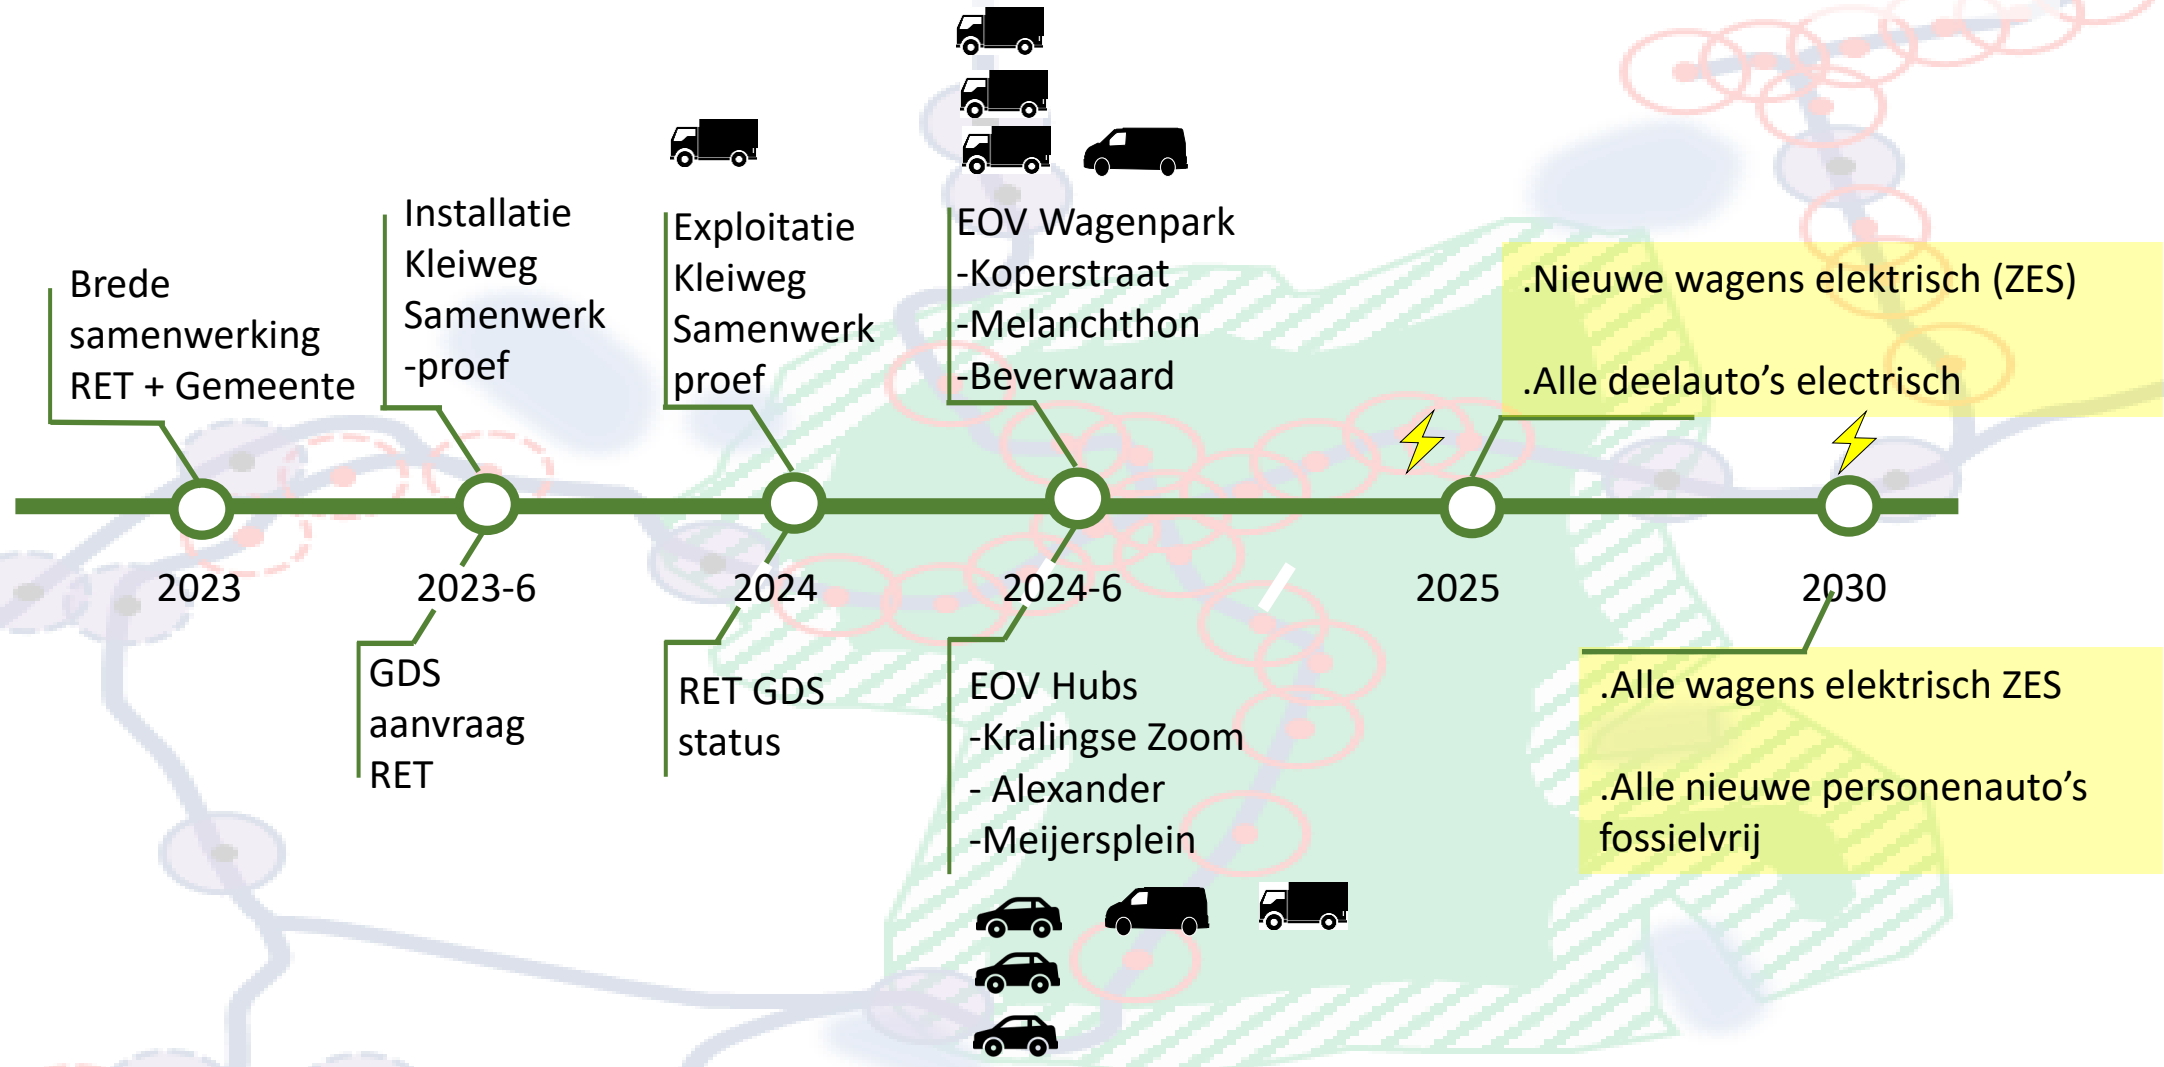 Brede
samenwerking
RET + Gemeente
Installatie
Kleiweg
Samenwerk
-proef
Exploitatie
Kleiweg
Samenwerk
proef
EOV Wagenpark
-Koperstraat
-Melanchthon
-Beverwaard
.Nieuwe wagens elektrisch (ZES)
.Alle deelauto's electrisch
2023
2023-6
2024
2024-6
2025
2030
GDS
aanvraag
RET
RET GDS
status
EOV Hubs
-Kralingse Zoom
- Alexander
-Meijersplein
.Alle wagens elektrisch ZES
.Alle nieuwe personenauto's
fossielvrij